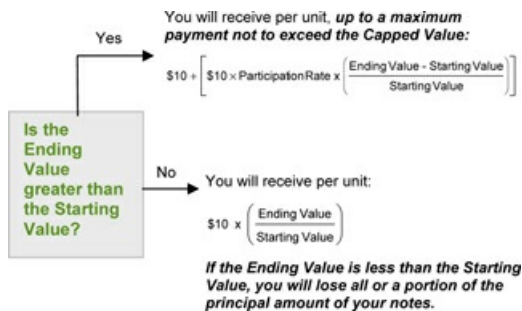 You will receive per unit, up to a maximum
payment not to exceed the Capped Value:
Yes
$10 + [ $10 × Participation Rate x ( Ending Value - Starting Value / Starting Value ) ]
Is the
Ending
Value
greater than
the Starting
Value?
No
You will receive per unit:
$10 x ( Ending Value / Starting Value )
If the Ending Value is less than the Starting
Value, you will lose all or a portion of the
principal amount of your notes.